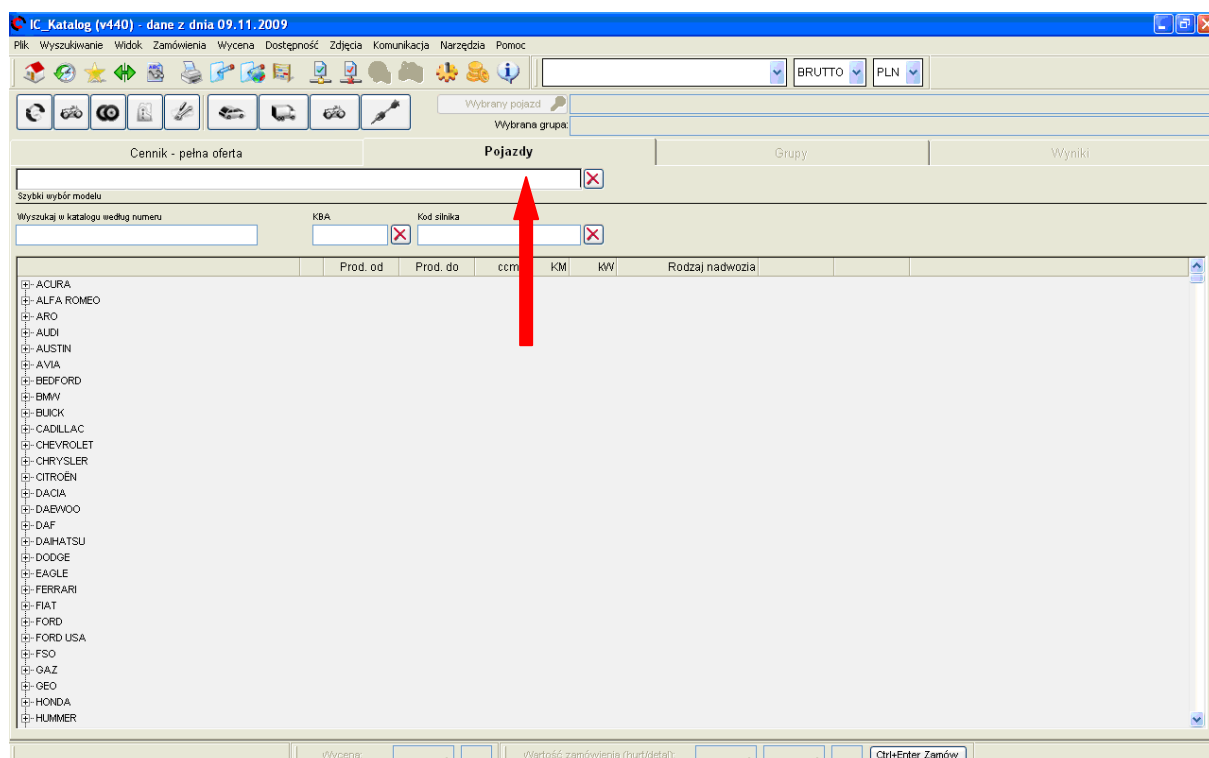 IC_Katalog (v440) - dane z dnia 09.11.2009
Plik Wyszukiwanie Widok Zamówienia Wycena Dostępność Zdjęcia Komunikacja Narzędzia Pomoc
BRUTTO PLN
Wybrany pojazd
Wybrana grupa:
Cennik - pełna oferta Pojazdy Grupy Wyniki
Szybki wybór modelu
Wyszukaj w katalogu według numeru KBA Kod silnika
Prod. od Prod. do ccm KM kW Rodzaj nadwozia
ACURA
ALFA ROMEO
ARO
AUDI
AUSTIN
AVIA
BEDFORD
BMW
BUICK
CADILLAC
CHEVROLET
CHRYSLER
CITROËN
DACIA
DAEWOO
DAF
DAIHATSU
DODGE
EAGLE
FERRARI
FIAT
FORD
FORD USA
FSO
GAZ
GEO
HONDA
HUMMER
Wycena: Wartość zamówienia (hurt/detal): Ctrl+Enter Zamów